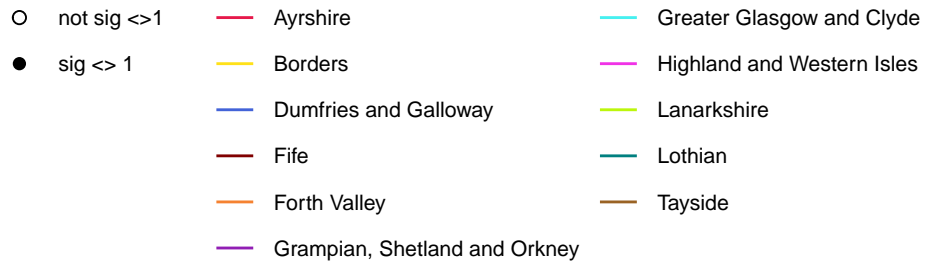 not sig <>1
sig <> 1
Ayrshire
Borders
Dumfries and Galloway
Fife
Forth Valley
Grampian, Shetland and Orkney
Greater Glasgow and Clyde
Highland and Western Isles
Lanarkshire
Lothian
Tayside